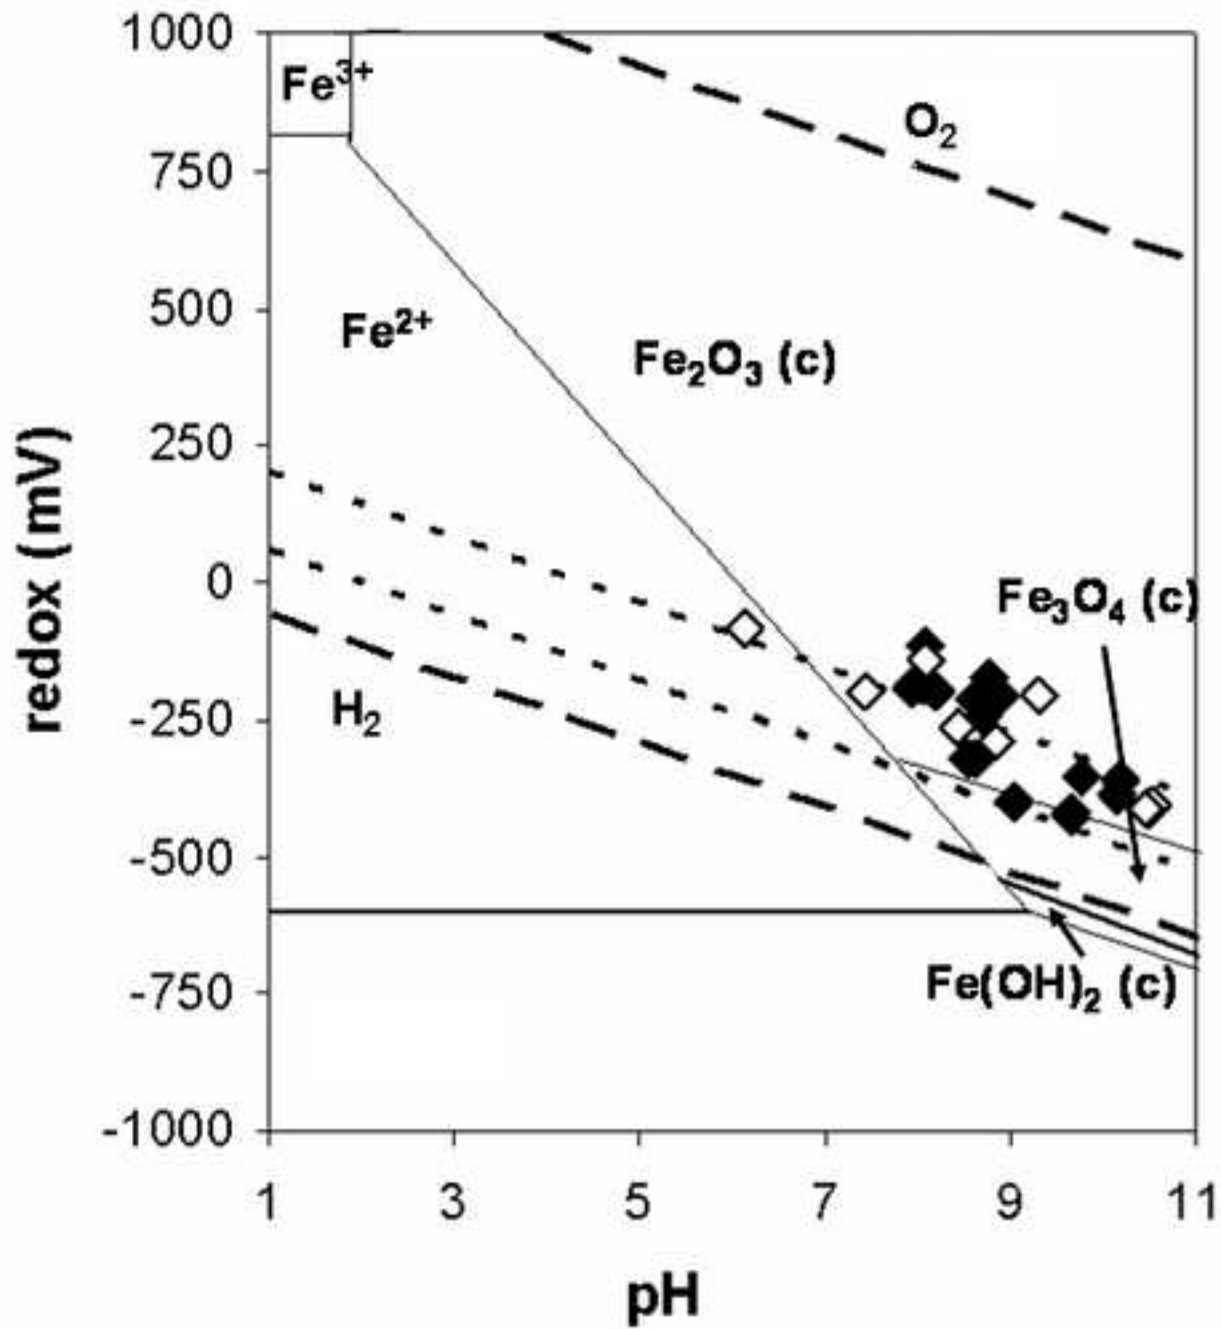 1000
Fe³⁺
O₂
750
500
Fe²⁺
Fe₂O₃ (c)
250
redox (mV)
0
Fe₃O₄ (c)
H₂
-250
-500
Fe(OH)₂ (c)
-750
-1000
1 3 5 7 9 11
pH